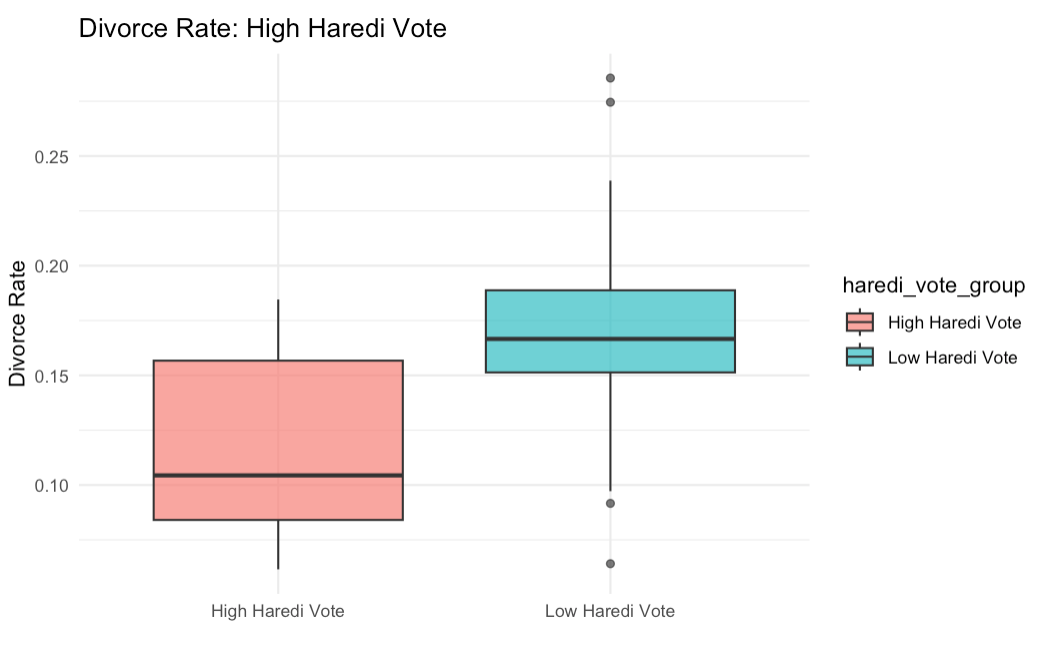 Divorce Rate: High Haredi Vote
Divorce Rate
0.25
0.20
0.15
0.10
High Haredi Vote
Low Haredi Vote
haredi_vote_group
High Haredi Vote
Low Haredi Vote